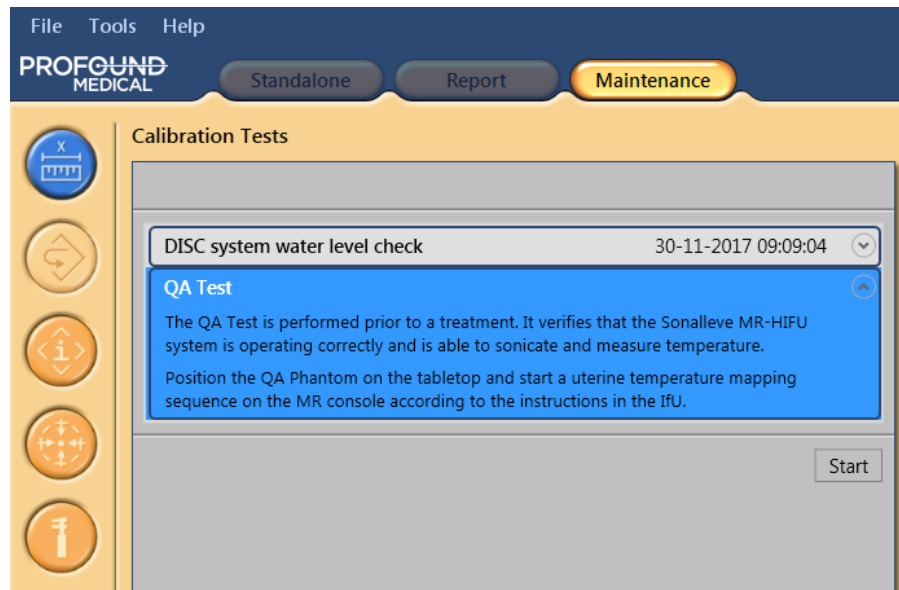 File Tools Help
PROFOUND
MEDICAL
Standalone Report Maintenance
Calibration Tests
X
DISC system water level check 30-11-2017 09:09:04
QA Test
The QA Test is performed prior to a treatment. It verifies that the Sonalleve MR-HIFU
system is operating correctly and is able to sonicate and measure temperature.
Position the QA Phantom on the tabletop and start a uterine temperature mapping
sequence on the MR console according to the instructions in the IfU.
Start